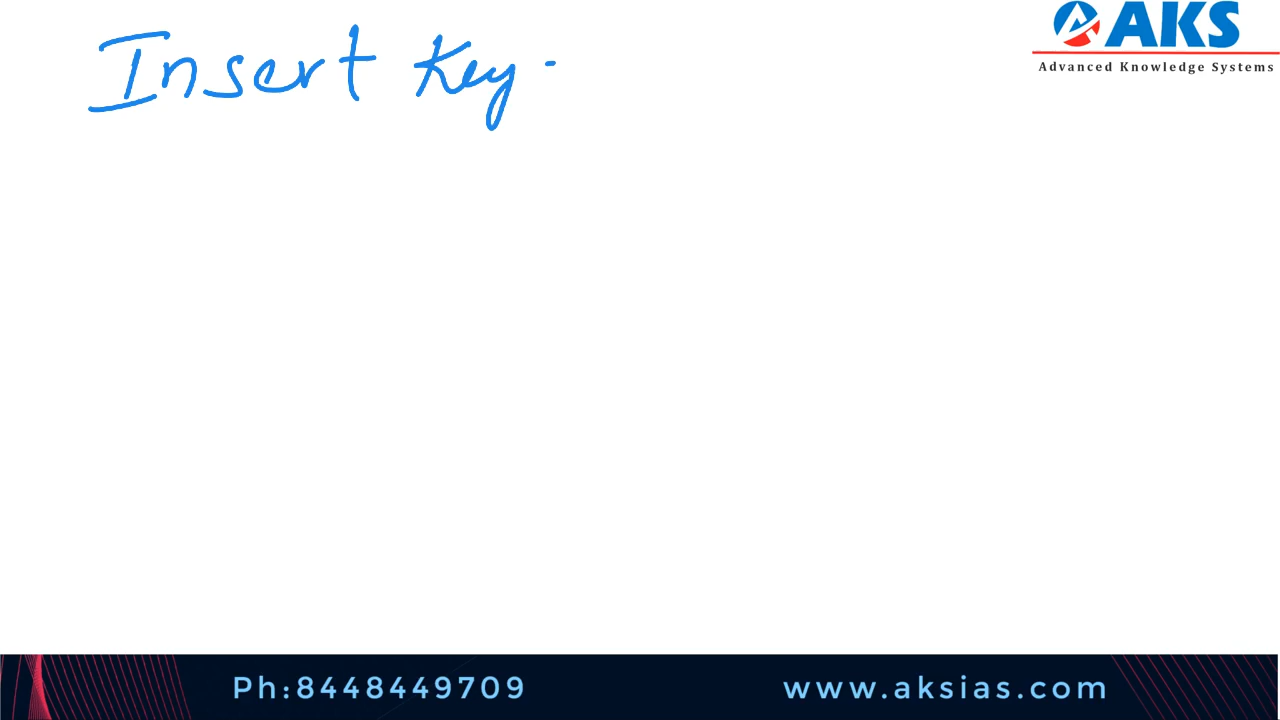 Insert Key -
AKS
Advanced Knowledge Systems
Ph:8448449709
www.aksias.com